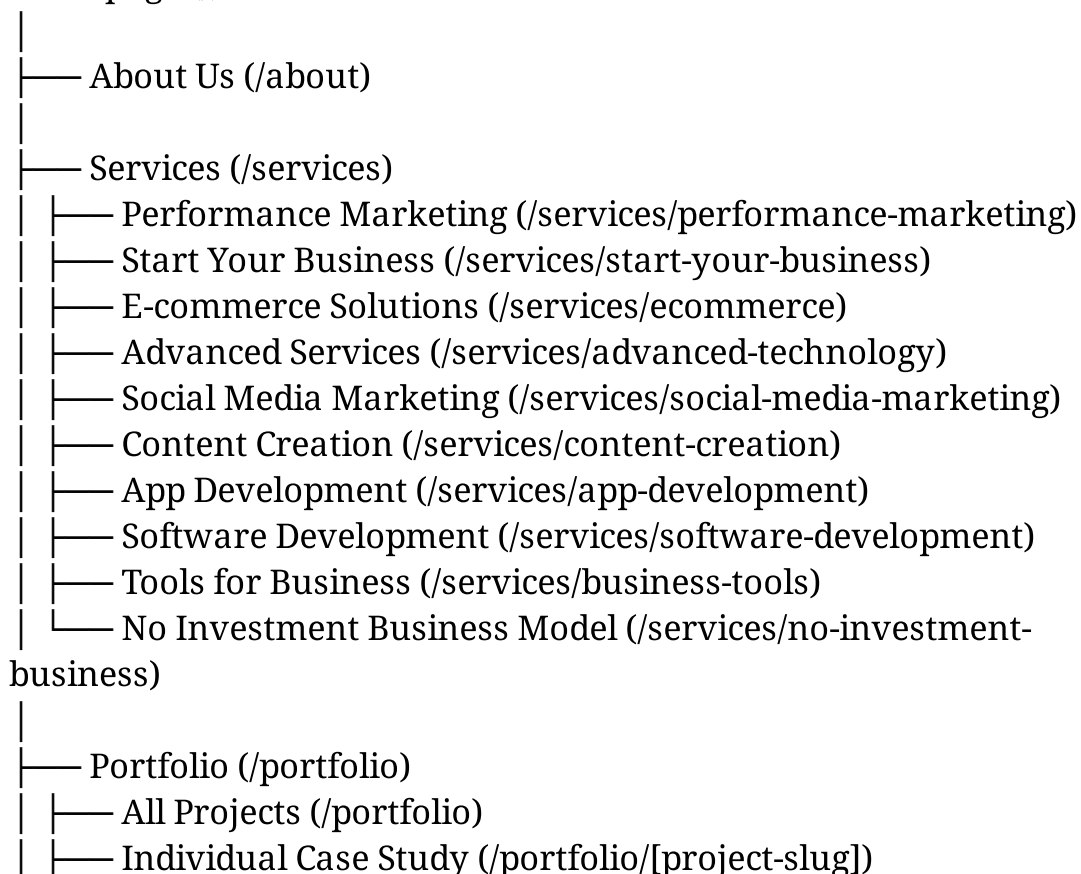 │
├── About Us (/about)
│
├── Services (/services)
│ ├── Performance Marketing (/services/performance-marketing)
│ ├── Start Your Business (/services/start-your-business)
│ ├── E-commerce Solutions (/services/ecommerce)
│ ├── Advanced Services (/services/advanced-technology)
│ ├── Social Media Marketing (/services/social-media-marketing)
│ ├── Content Creation (/services/content-creation)
│ ├── App Development (/services/app-development)
│ ├── Software Development (/services/software-development)
│ ├── Tools for Business (/services/business-tools)
│ └── No Investment Business Model (/services/no-investment-
business)
│
├── Portfolio (/portfolio)
│ ├── All Projects (/portfolio)
│ ├── Individual Case Study (/portfolio/[project-slug])